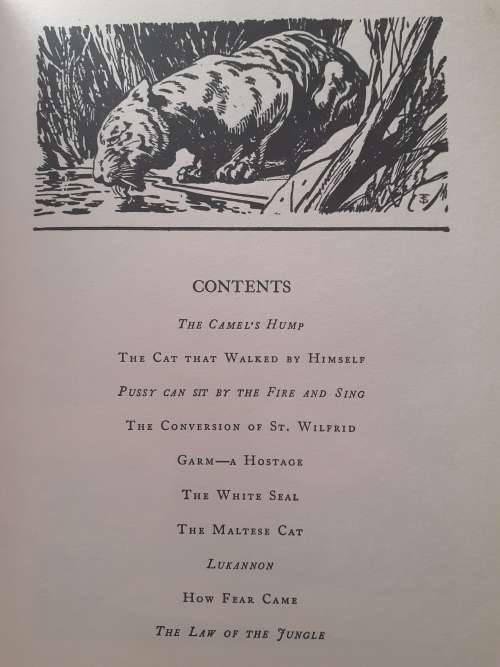 CONTENTS
The Camel's Hump
The Cat that Walked by Himself
Pussy can sit by the Fire and Sing
The Conversion of St. Wilfrid
Garm—a Hostage
The White Seal
The Maltese Cat
Lukannon
How Fear Came
The Law of the Jungle